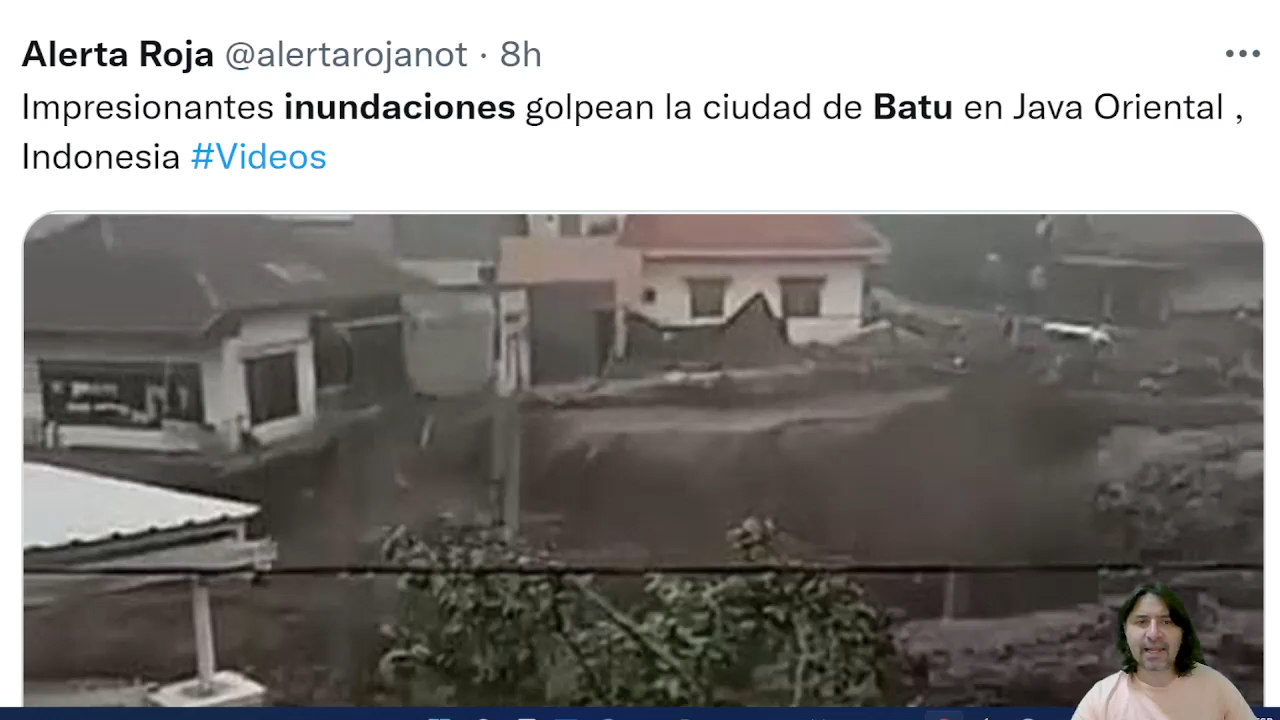 Alerta Roja @alertarojanot · 8h
Impresionantes inundaciones golpean la ciudad de Batu en Java Oriental ,
Indonesia #Videos